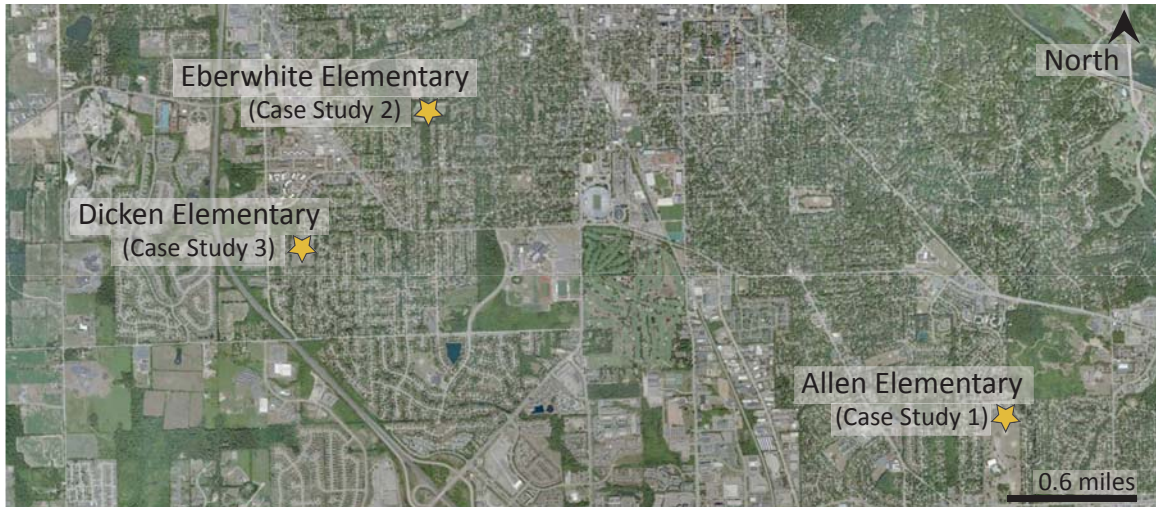 North
Eberwhite Elementary
(Case Study 2)
Dicken Elementary
(Case Study 3)
Allen Elementary
(Case Study 1)
0.6 miles